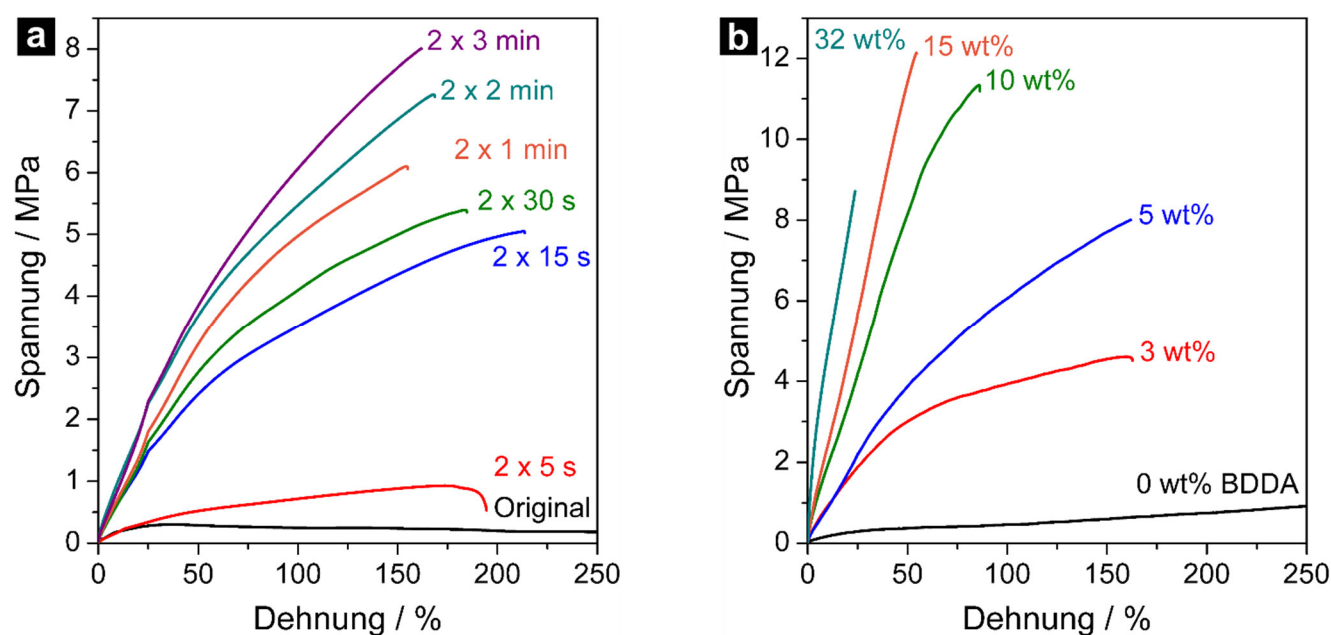 a
8
7
6
5
4
3
2
1
0
Spannung / MPa
2 x 3 min
2 x 2 min
2 x 1 min
2 x 30 s
2 x 15 s
2 x 5 s
Original
0 50 100 150 200 250
Dehnung / %
b
12
10
8
6
4
2
0
Spannung / MPa
32 wt% 15 wt%
10 wt%
5 wt%
3 wt%
0 wt% BDDA
0 50 100 150 200 250
Dehnung / %